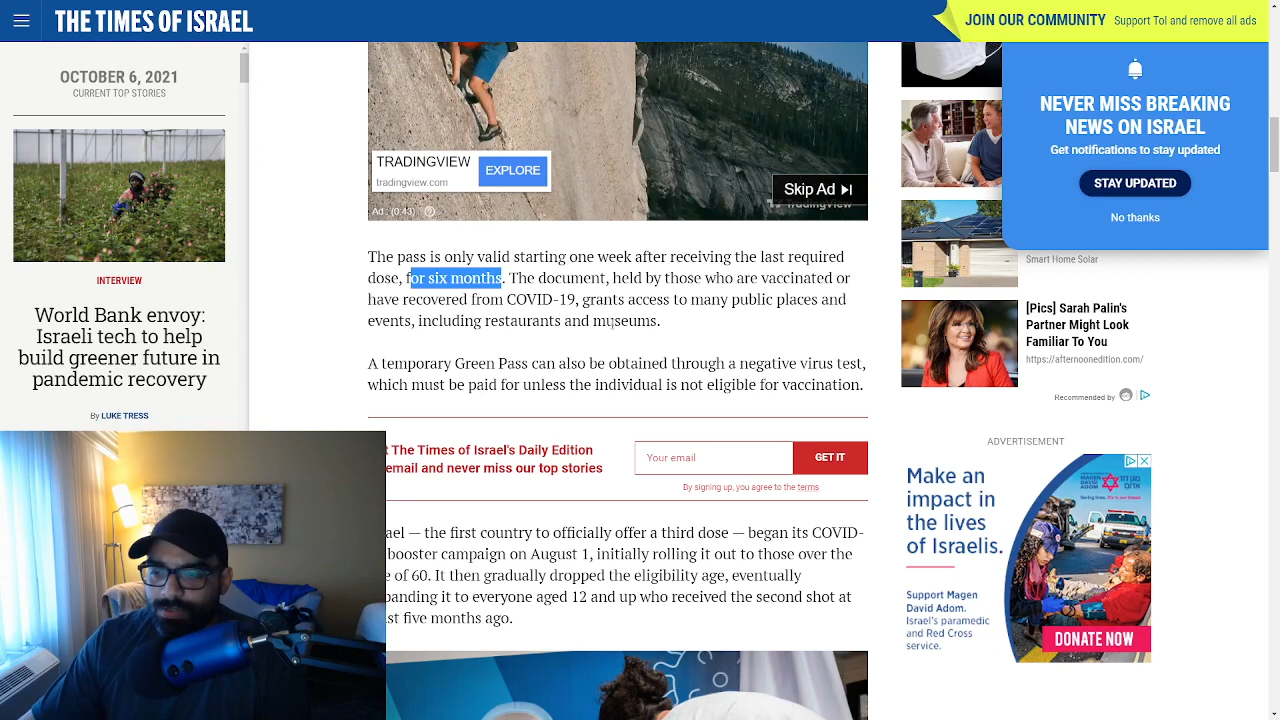 THE TIMES OF ISRAEL
JOIN OUR COMMUNITY Support ToI and remove all ads
OCTOBER 6, 2021
CURRENT TOP STORIES
INTERVIEW
World Bank envoy:
Israeli tech to help
build greener future in
pandemic recovery
By LUKE TRESS
TRADINGVIEW
tradingview.com
EXPLORE
Skip Ad
TradingView
Ad : (0:43)
The pass is only valid starting one week after receiving the last required
dose, for six months. The document, held by those who are vaccinated or
have recovered from COVID-19, grants access to many public places and
events, including restaurants and museums.
A temporary Green Pass can also be obtained through a negative virus test,
which must be paid for unless the individual is not eligible for vaccination.
t The Times of Israel's Daily Edition
email and never miss our top stories
Your email
GET IT
By signing up, you agree to the terms
ael — the first country to officially offer a third dose — began its COVID-
booster campaign on August 1, initially rolling it out to those over the
e of 60. It then gradually dropped the eligibility age, eventually
panding it to everyone aged 12 and up who received the second shot at
st five months ago.
NEVER MISS BREAKING
NEWS ON ISRAEL
Get notifications to stay updated
STAY UPDATED
No thanks
Smart Home Solar
[Pics] Sarah Palin's
Partner Might Look
Familiar To You
https://afternoonedition.com/
Recommended by
ADVERTISEMENT
Make an
impact in
the lives
of Israelis.
Support Magen
David Adom.
Israel's paramedic
and Red Cross
service.
MAGEN
DAVID
ADOM
DONATE NOW